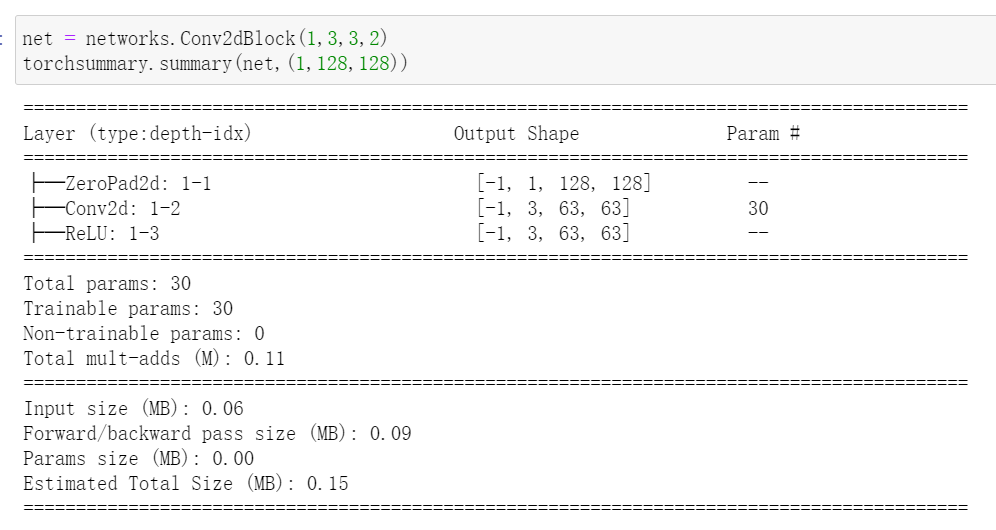 :
net = networks.Conv2dBlock(1,3,3,2)
torchsummary.summary(net,(1,128,128))
==========================================================================================
Layer (type:depth-idx) Output Shape Param #
==========================================================================================
├──ZeroPad2d: 1-1 [-1, 1, 128, 128] --
├──Conv2d: 1-2 [-1, 3, 63, 63] 30
├──ReLU: 1-3 [-1, 3, 63, 63] --
==========================================================================================
Total params: 30
Trainable params: 30
Non-trainable params: 0
Total mult-adds (M): 0.11
==========================================================================================
Input size (MB): 0.06
Forward/backward pass size (MB): 0.09
Params size (MB): 0.00
Estimated Total Size (MB): 0.15
==========================================================================================